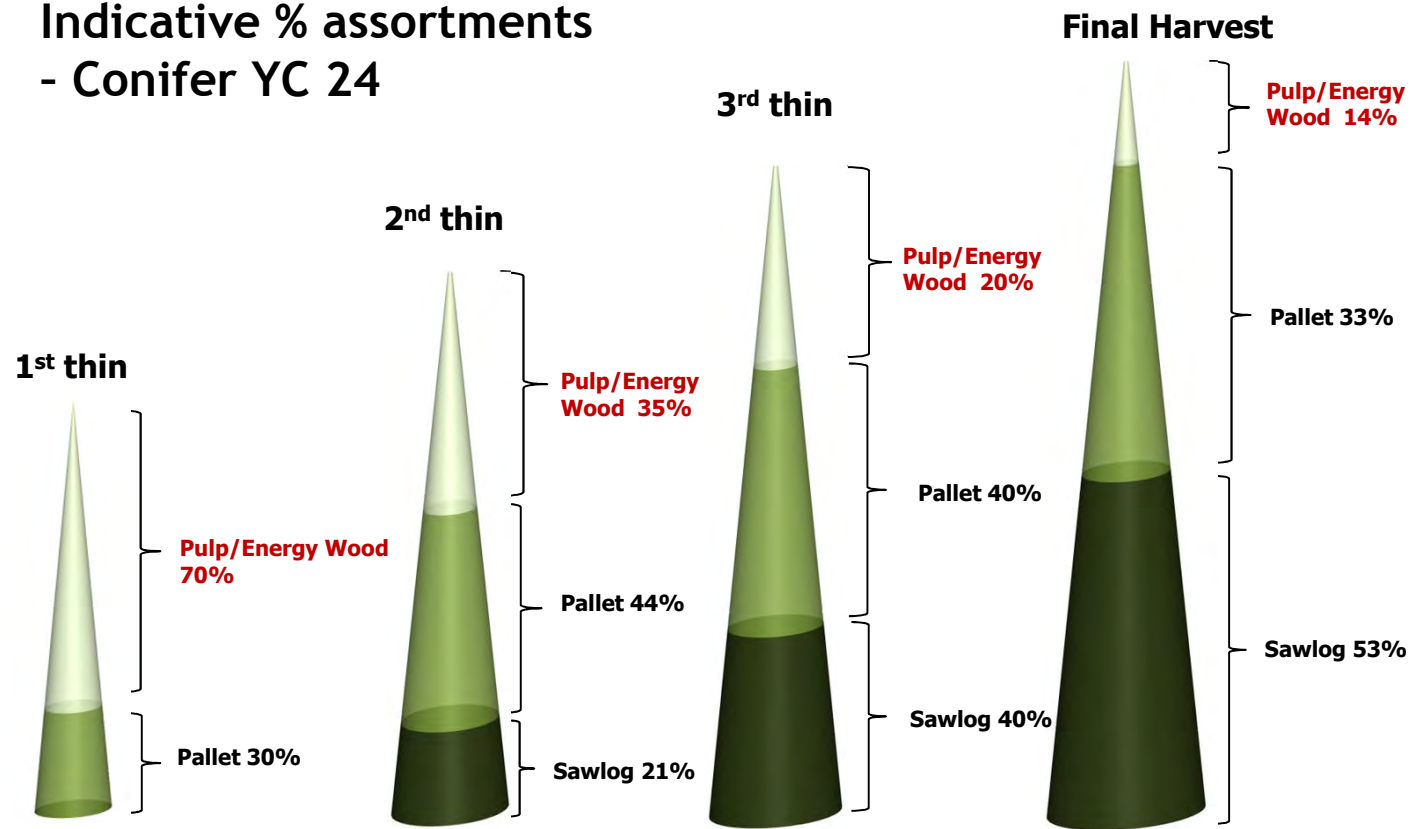 Indicative % assortments
– Conifer YC 24
1st thin
Pulp/Energy Wood
70%
Pallet 30%
2nd thin
Pulp/Energy
Wood 35%
Pallet 44%
Sawlog 21%
3rd thin
Pulp/Energy
Wood 20%
Pallet 40%
Sawlog 40%
Final Harvest
Pulp/Energy
Wood 14%
Pallet 33%
Sawlog 53%